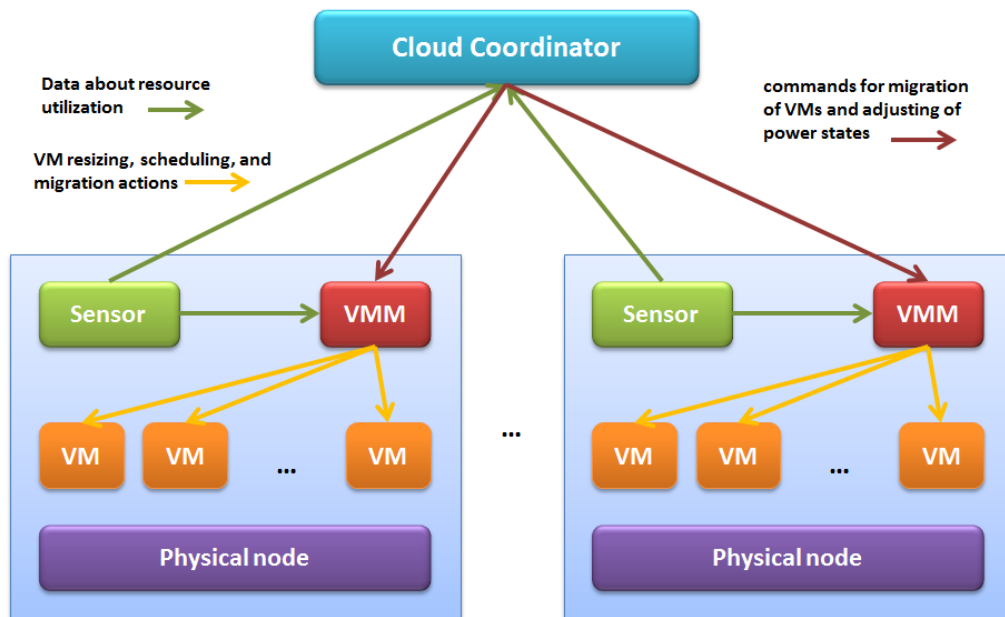 Cloud Coordinator
Data about resource
utilization
commands for migration
of VMs and adjusting of
power states
VM resizing, scheduling, and
migration actions
Sensor
VMM
Sensor
VMM
VM
VM
...
VM
...
VM
VM
...
VM
Physical node
Physical node